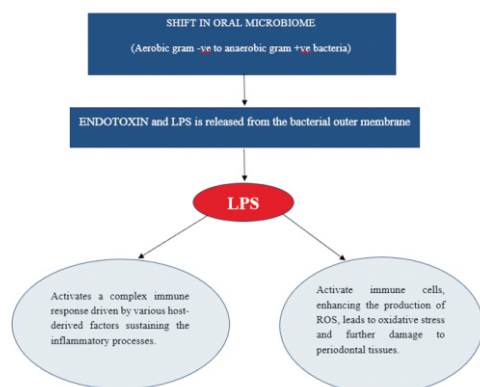 SHIFT IN ORAL MICROBIOME
(Aerobic gram -ve to anaerobic gram +ve bacteria)
ENDOTOXIN and LPS is released from the bacterial outer membrane
LPS
Activates a complex immune
response driven by various host-
derived factors sustaining the
inflammatory processes.
Activate immune cells,
enhancing the production of
ROS, leads to oxidative stress
and further damage to
periodontal tissues.